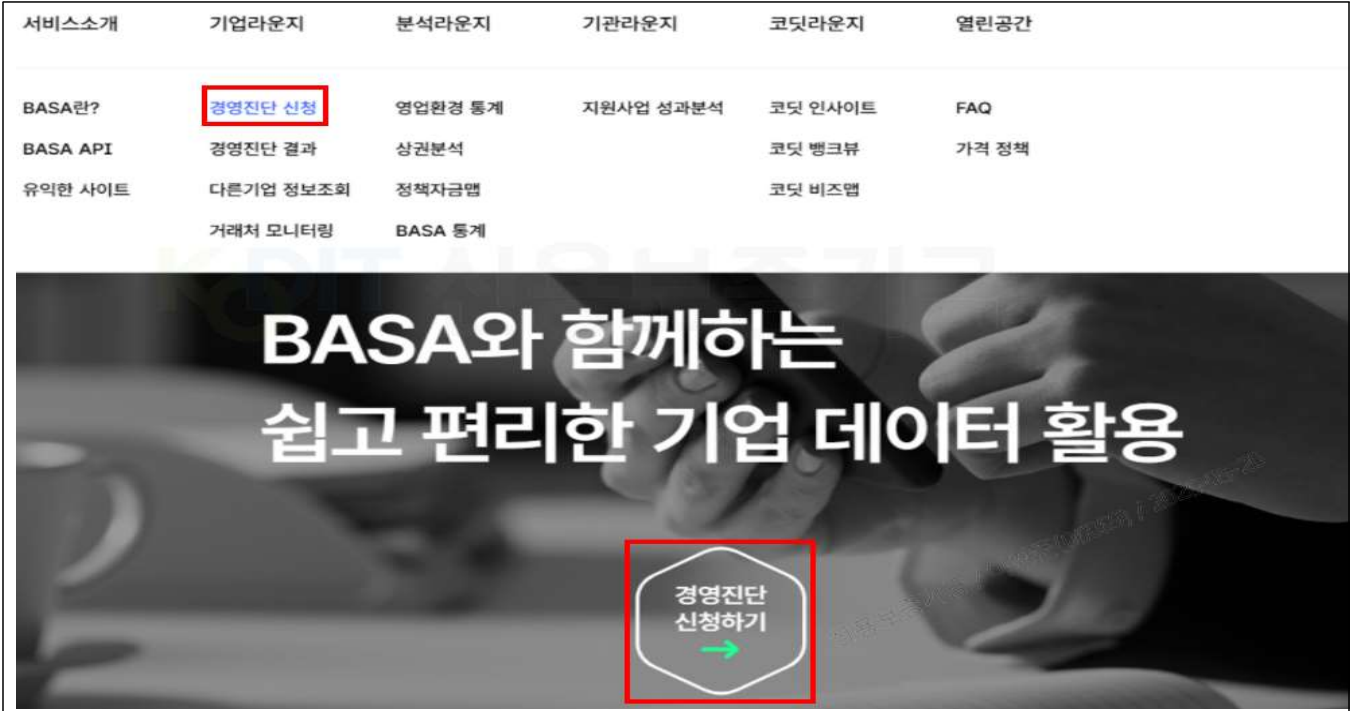 서비스소개 기업라운지 분석라운지 기관라운지 코딧라운지 열린공간
BASA란? 경영진단 신청 영업환경 통계 지원사업 성과분석 코딧 인사이트 FAQ
BASA API 경영진단 결과 상권분석 코딧 뱅크뷰 가격 정책
유익한 사이트 다른기업 정보조회 정책자금맵 코딧 비즈맵
거래처 모니터링 BASA 통계
KODIT 신용보증기금
BASA와 함께하는
쉽고 편리한 기업 데이터 활용
경영진단
신청하기
→